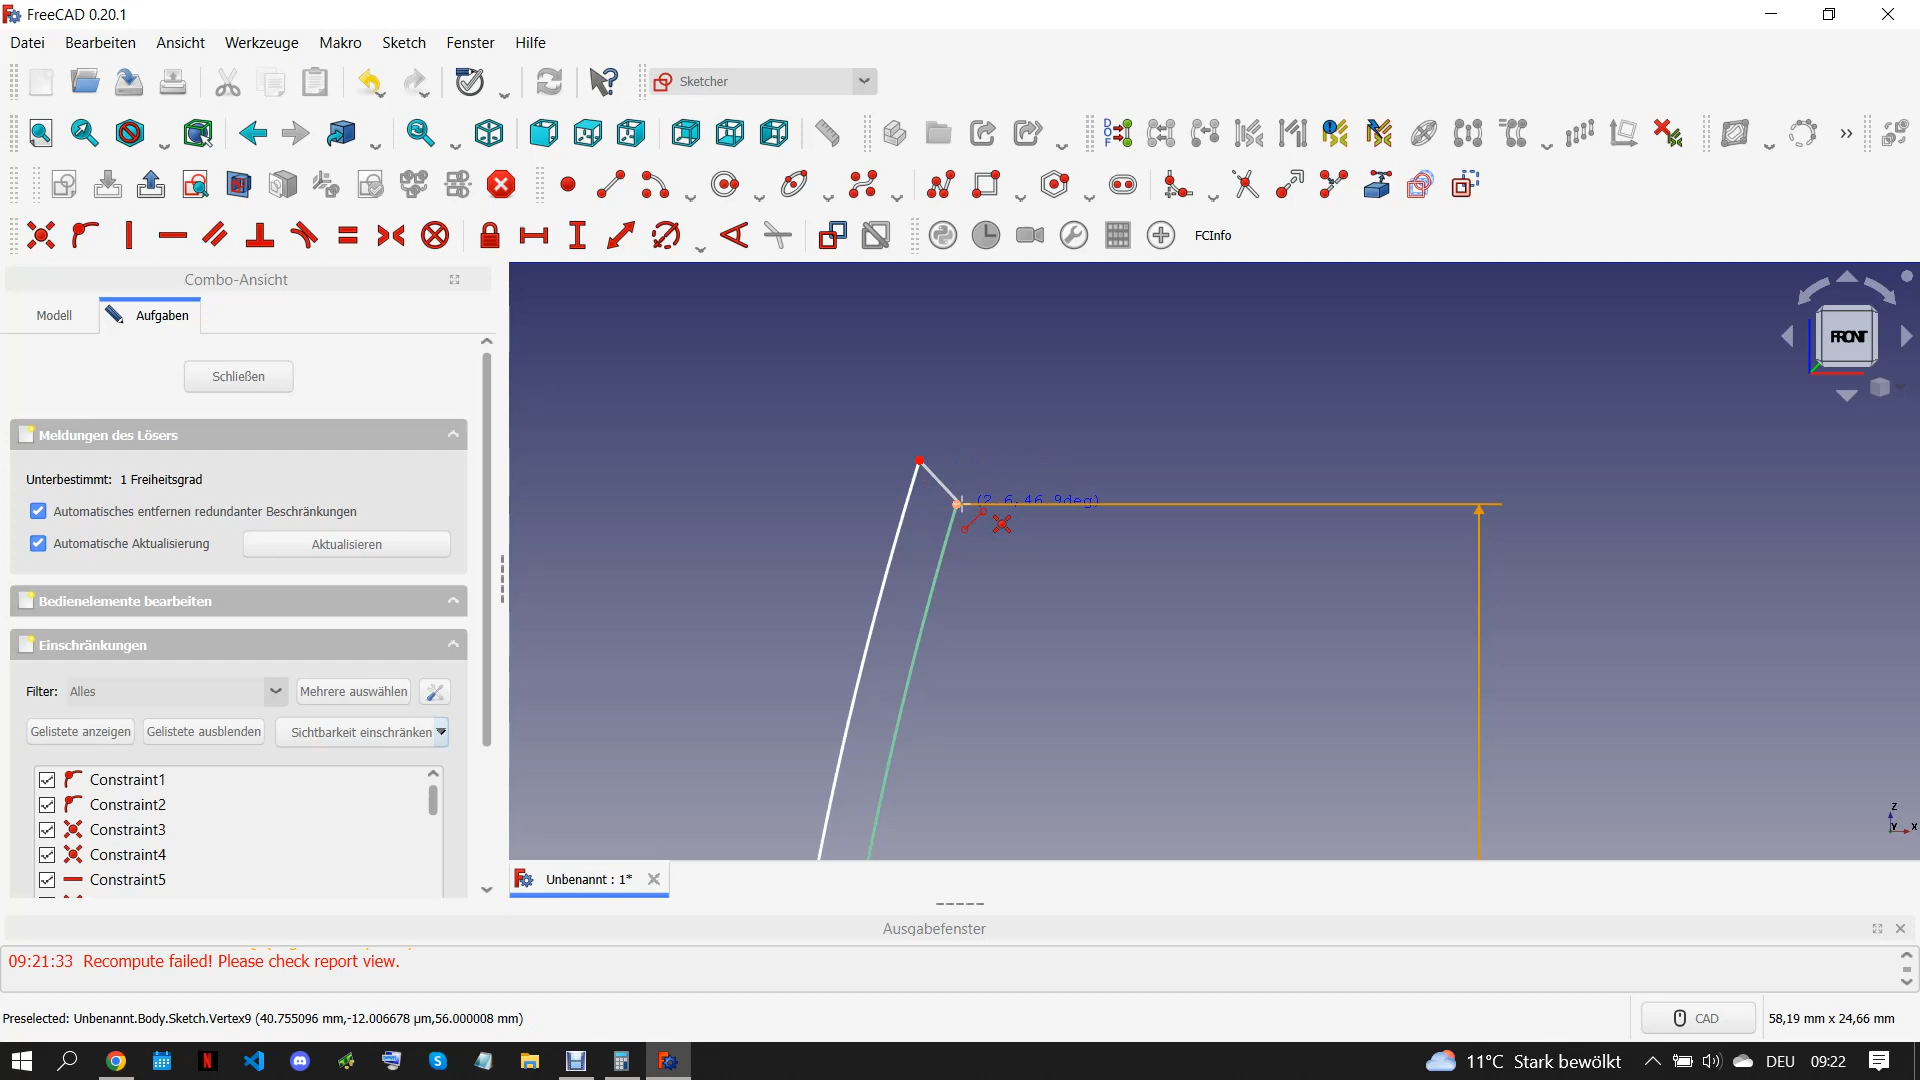 FreeCAD 0.20.1
Datei Bearbeiten Ansicht Werkzeuge Makro Sketch Fenster Hilfe
Sketcher
FCInfo
Combo-Ansicht
Modell Aufgaben
Schließen
Meldungen des Lösers
Unterbestimmt: 1 Freiheitsgrad
Automatisches entfernen redundanter Beschränkungen
Automatische Aktualisierung Aktualisieren
Bedienelemente bearbeiten
Einschränkungen
Filter: Alles Mehrere auswählen
Gelistete anzeigen Gelistete ausblenden Sichtbarkeit einschränken
Constraint1
Constraint2
Constraint3
Constraint4
Constraint5
FRONT
(2,6,46,9deg)
Z
Y X
Unbenannt : 1*
Ausgabefenster
09:21:33 Recompute failed! Please check report view.
Preselected: Unbenannt.Body.Sketch.Vertex9 (40.755096 mm,-12.006678 µm,56.000008 mm)
CAD 58,19 mm x 24,66 mm
11°C Stark bewölkt DEU 09:22